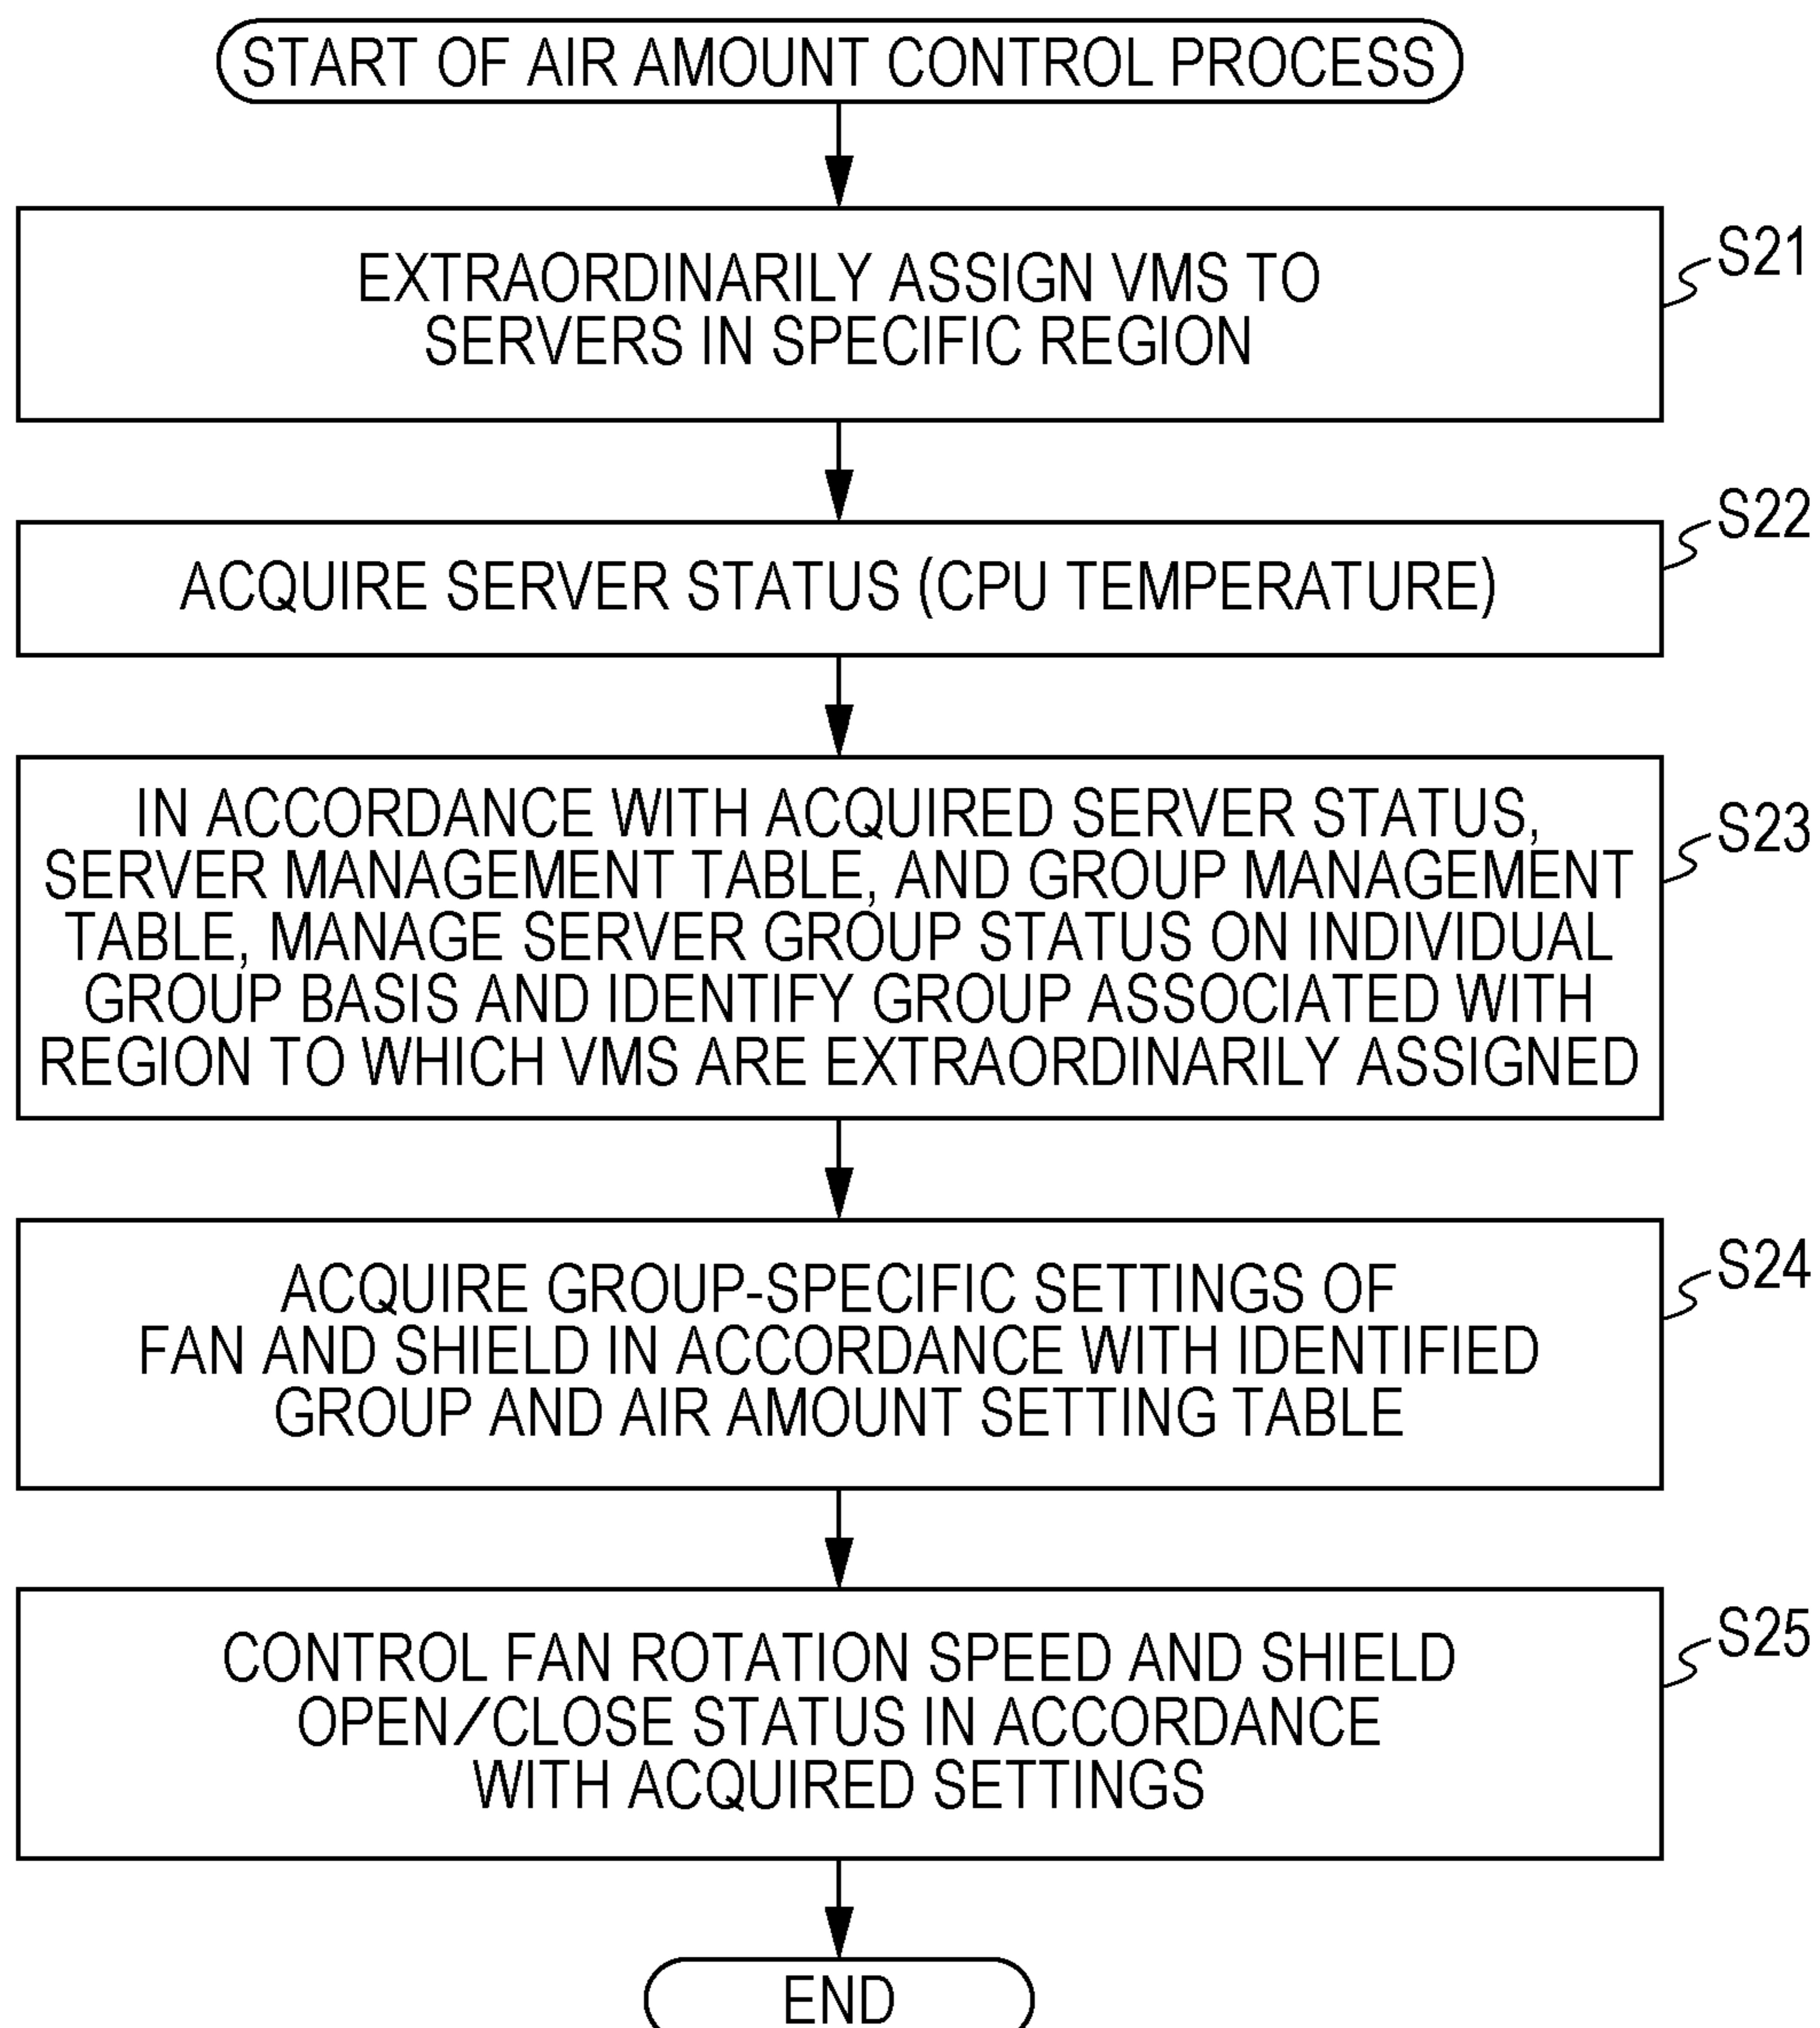 START OF AIR AMOUNT CONTROL PROCESS
EXTRAORDINARILY ASSIGN VMS TO
SERVERS IN SPECIFIC REGION
S21
ACQUIRE SERVER STATUS (CPU TEMPERATURE)
S22
IN ACCORDANCE WITH ACQUIRED SERVER STATUS,
SERVER MANAGEMENT TABLE, AND GROUP MANAGEMENT
TABLE, MANAGE SERVER GROUP STATUS ON INDIVIDUAL
GROUP BASIS AND IDENTIFY GROUP ASSOCIATED WITH
REGION TO WHICH VMS ARE EXTRAORDINARILY ASSIGNED
S23
ACQUIRE GROUP-SPECIFIC SETTINGS OF
FAN AND SHIELD IN ACCORDANCE WITH IDENTIFIED
GROUP AND AIR AMOUNT SETTING TABLE
S24
CONTROL FAN ROTATION SPEED AND SHIELD
OPEN/CLOSE STATUS IN ACCORDANCE
WITH ACQUIRED SETTINGS
S25
END